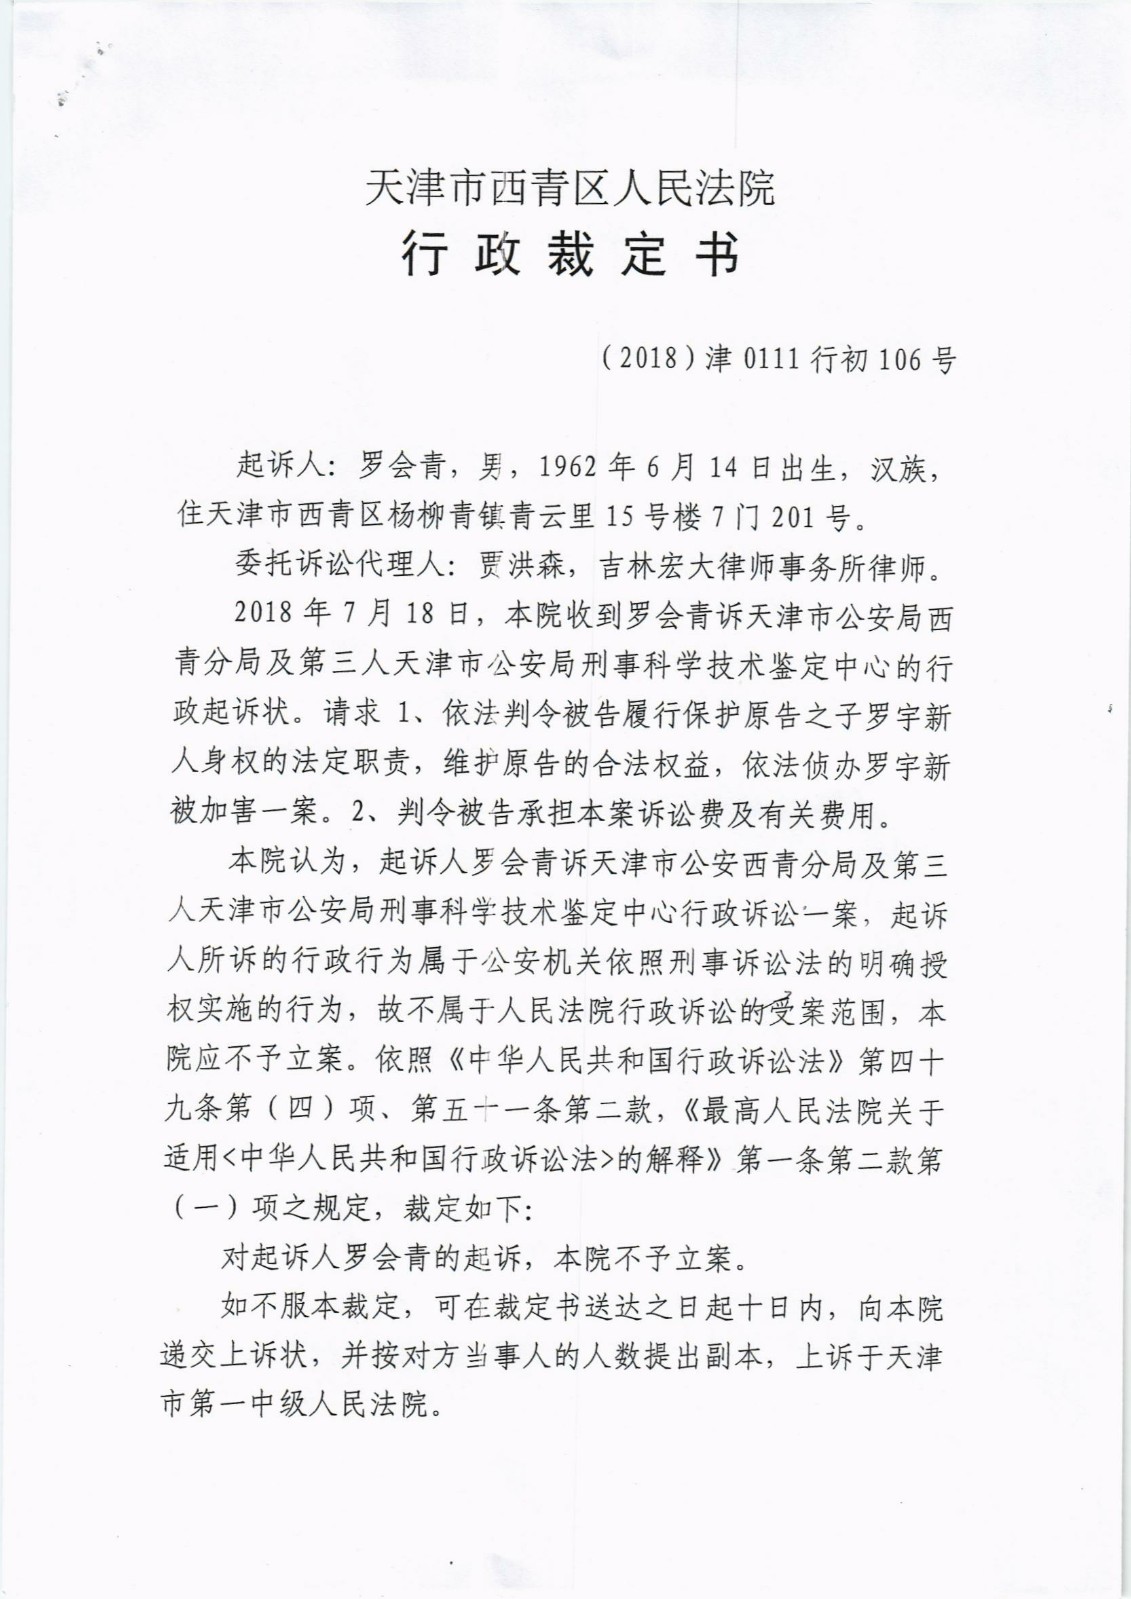 天津市西青区人民法院
行政裁定书
（2018）津 0111 行初 106 号
起诉人：罗会青，男，1962 年 6 月 14 日出生，汉族，
住天津市西青区杨柳青镇青云里 15 号楼 7 门 201 号。
委托诉讼代理人：贾洪森，吉林宏大律师事务所律师。
2018 年 7 月 18 日，本院收到罗会青诉天津市公安局西
青分局及第三人天津市公安局刑事科学技术鉴定中心的行
政起诉状。请求 1、依法判令被告履行保护原告之子罗宇新
人身权的法定职责，维护原告的合法权益，依法侦办罗宇新
被加害一案。2、判令被告承担本案诉讼费及有关费用。
本院认为，起诉人罗会青诉天津市公安西青分局及第三
人天津市公安局刑事科学技术鉴定中心行政诉讼一案，起诉
人所诉的行政行为属于公安机关依照刑事诉讼法的明确授
权实施的行为，故不属于人民法院行政诉讼的受案范围，本
院应不予立案。依照《中华人民共和国行政诉讼法》第四十
九条第（四）项、第五十一条第二款，《最高人民法院关于
适用<中华人民共和国行政诉讼法>的解释》第一条第二款第
（一）项之规定，裁定如下：
对起诉人罗会青的起诉，本院不予立案。
如不服本裁定，可在裁定书送达之日起十日内，向本院
递交上诉状，并按对方当事人的人数提出副本，上诉于天津
市第一中级人民法院。